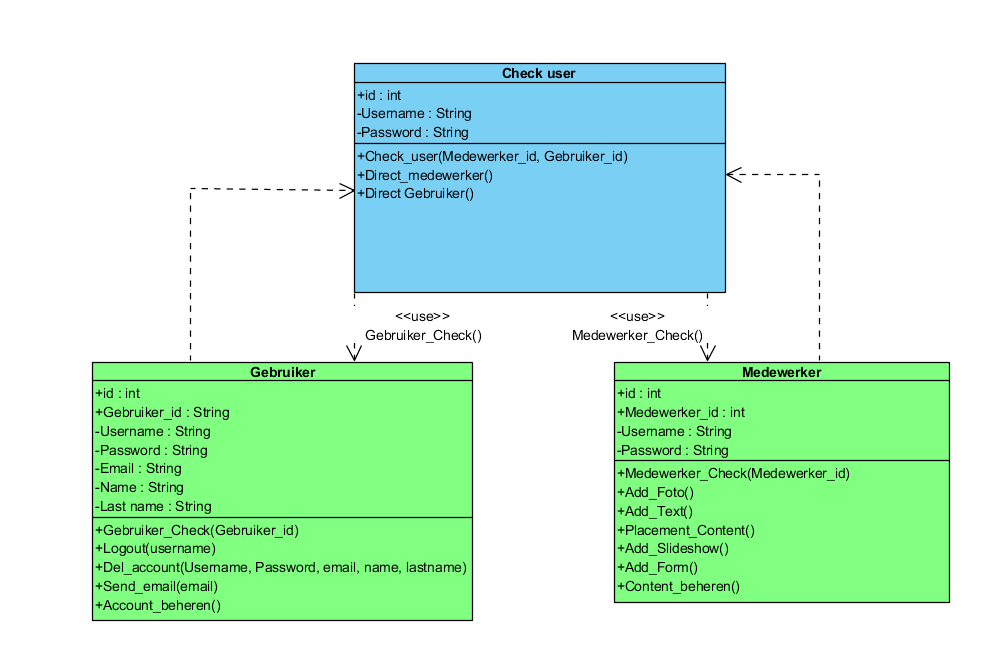 Check user
+id : int
-Username : String
-Password : String
+Check_user(Medewerker_id, Gebruiker_id)
+Direct_medewerker()
+Direct Gebruiker()
<<use>>
Gebruiker_Check()
<<use>>
Medewerker_Check()
Gebruiker
+id : int
+Gebruiker_id : String
-Username : String
-Password : String
-Email : String
-Name : String
-Last name : String
+Gebruiker_Check(Gebruiker_id)
+Logout(username)
+Del_account(Username, Password, email, name, lastname)
+Send_email(email)
+Account_beheren()
Medewerker
+id : int
+Medewerker_id : int
-Username : String
-Password : String
+Medewerker_Check(Medewerker_id)
+Add_Foto()
+Add_Text()
+Placement_Content()
+Add_Slideshow()
+Add_Form()
+Content_beheren()